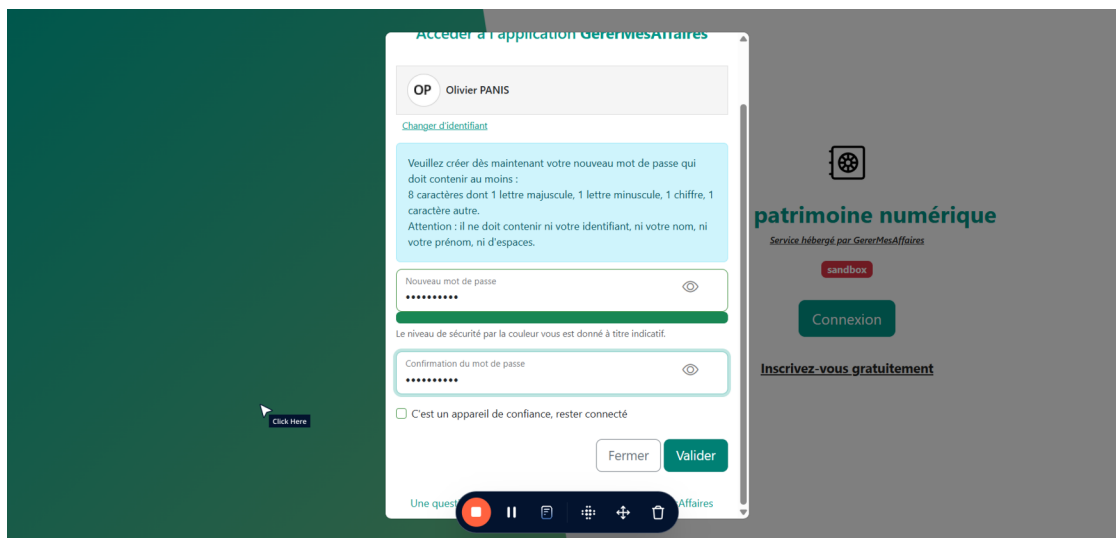 Accéder à l'application GérerMesAffaires
OP Olivier PANIS
Changer d'identifiant
Veuillez créer dès maintenant votre nouveau mot de passe qui
doit contenir au moins :
8 caractères dont 1 lettre majuscule, 1 lettre minuscule, 1 chiffre, 1
caractère autre.
Attention : il ne doit contenir ni votre identifiant, ni votre nom, ni
votre prénom, ni d'espaces.
Nouveau mot de passe
••••••••••
Le niveau de sécurité par la couleur vous est donné à titre indicatif.
Confirmation du mot de passe
••••••••••
C'est un appareil de confiance, rester connecté
Fermer Valider
Une
Affaires
patrimoine numérique
Service hébergé par GererMesAffaires
sandbox
Connexion
Inscrivez-vous gratuitement
Click Here